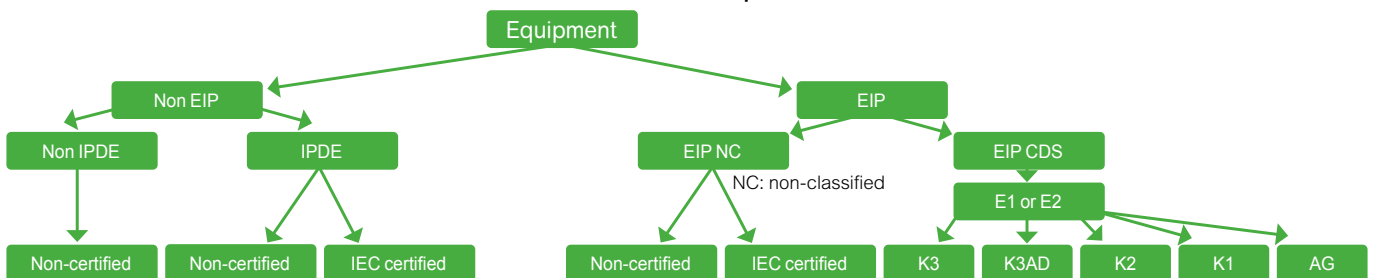 Equipment
Non EIP
EIP
Non IPDE
IPDE
EIP NC
EIP CDS
NC: non-classified
E1 or E2
Non-certified
Non-certified
IEC certified
Non-certified
IEC certified
K3
K3AD
K2
K1
AG